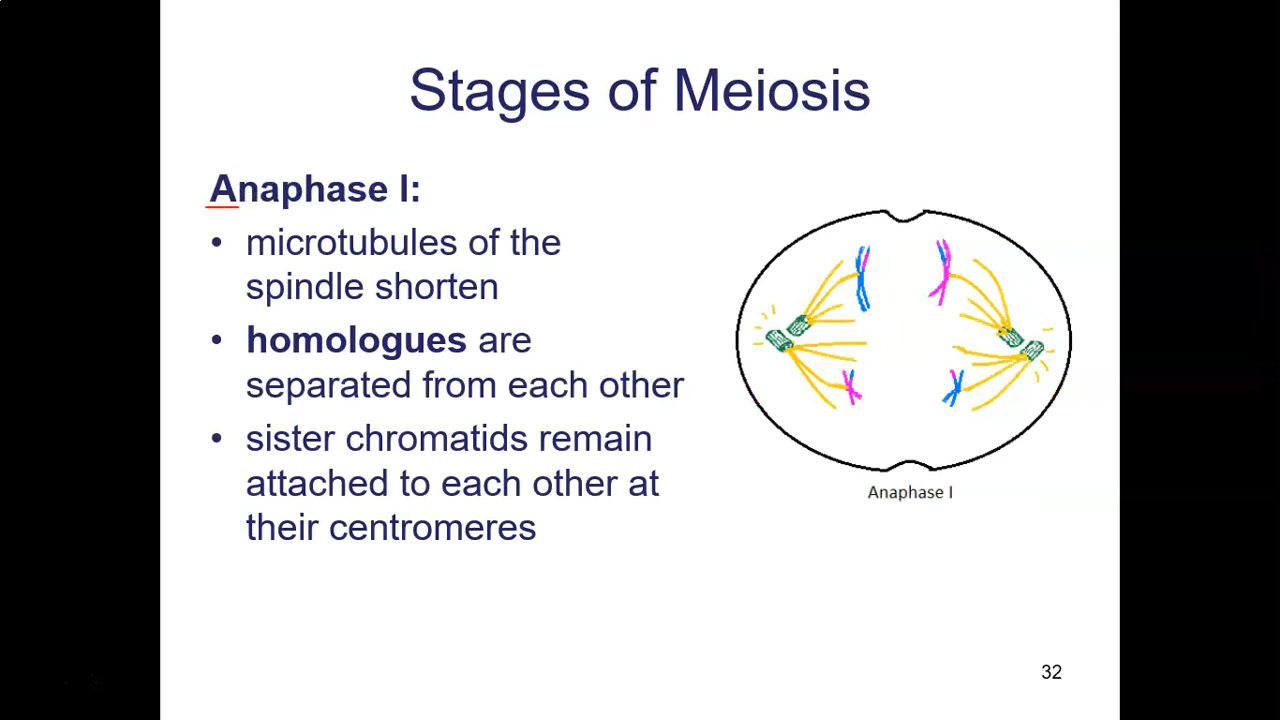 Stages of Meiosis
Anaphase I:
• microtubules of the
spindle shorten
• homologues are
separated from each other
• sister chromatids remain
attached to each other at
their centromeres
Anaphase I
32